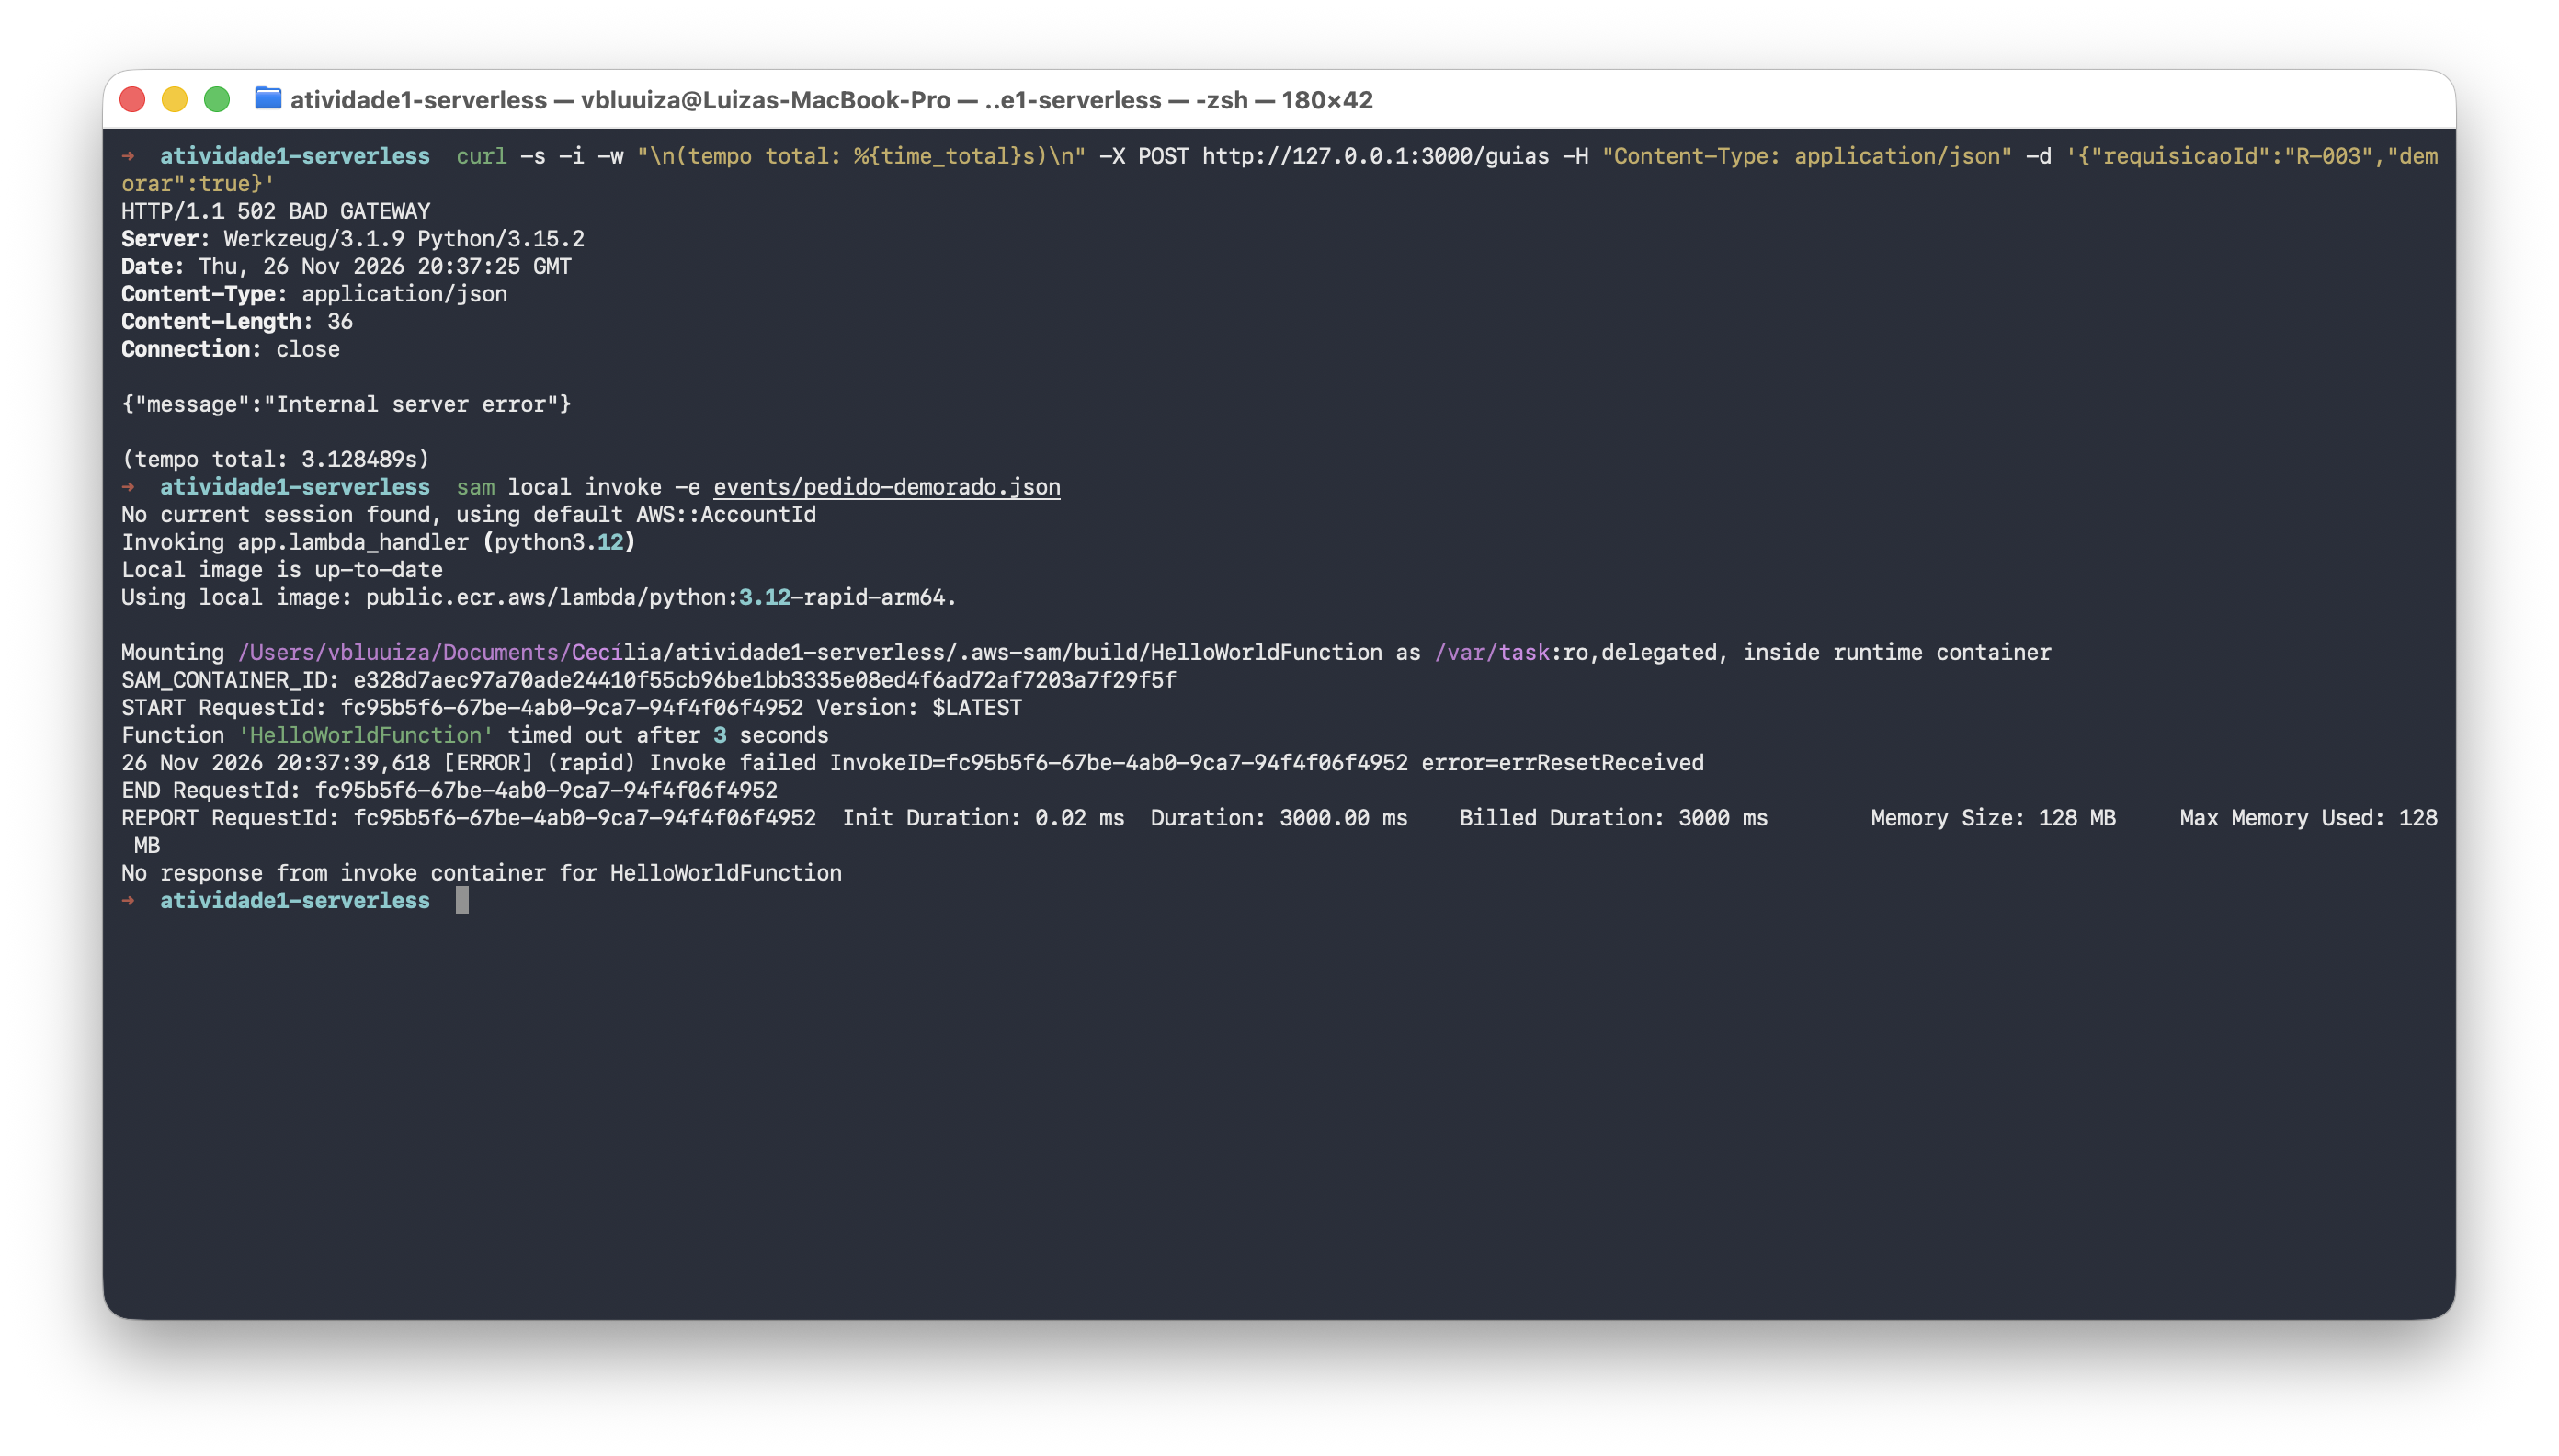 atividade1-serverless — vbluuiza@Luizas-MacBook-Pro — ..e1-serverless — -zsh — 180×42
➜  atividade1-serverless  curl -s -i -w "\n(tempo total: %{time_total}s)\n" -X POST http://127.0.0.1:3000/guias -H "Content-Type: application/json" -d '{"requisicaoId":"R-003","dem
orar":true}'
HTTP/1.1 502 BAD GATEWAY
Server: Werkzeug/3.1.9 Python/3.15.2
Date: Thu, 26 Nov 2026 20:37:25 GMT
Content-Type: application/json
Content-Length: 36
Connection: close
{"message":"Internal server error"}
(tempo total: 3.128489s)
➜  atividade1-serverless  sam local invoke -e events/pedido-demorado.json
No current session found, using default AWS::AccountId
Invoking app.lambda_handler (python3.12)
Local image is up-to-date
Using local image: public.ecr.aws/lambda/python:3.12-rapid-arm64.
Mounting /Users/vbluuiza/Documents/Cecília/atividade1-serverless/.aws-sam/build/HelloWorldFunction as /var/task:ro,delegated, inside runtime container
SAM_CONTAINER_ID: e328d7aec97a70ade24410f55cb96be1bb3335e08ed4f6ad72af7203a7f29f5f
START RequestId: fc95b5f6-67be-4ab0-9ca7-94f4f06f4952 Version: $LATEST
Function 'HelloWorldFunction' timed out after 3 seconds
26 Nov 2026 20:37:39,618 [ERROR] (rapid) Invoke failed InvokeID=fc95b5f6-67be-4ab0-9ca7-94f4f06f4952 error=errResetReceived
END RequestId: fc95b5f6-67be-4ab0-9ca7-94f4f06f4952
REPORT RequestId: fc95b5f6-67be-4ab0-9ca7-94f4f06f4952  Init Duration: 0.02 ms  Duration: 3000.00 ms    Billed Duration: 3000 ms        Memory Size: 128 MB     Max Memory Used: 128
 MB
No response from invoke container for HelloWorldFunction
➜  atividade1-serverless